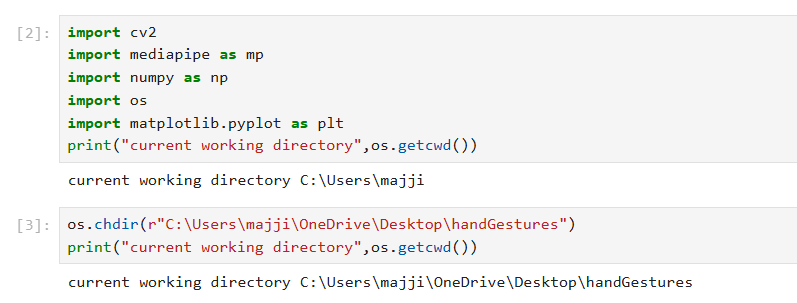 [2]: import cv2
import mediapipe as mp
import numpy as np
import os
import matplotlib.pyplot as plt
print("current working directory",os.getcwd())
current working directory C:\Users\majji
[3]: os.chdir(r"C:\Users\majji\OneDrive\Desktop\handGestures")
print("current working directory",os.getcwd())
current working directory C:\Users\majji\OneDrive\Desktop\handGestures